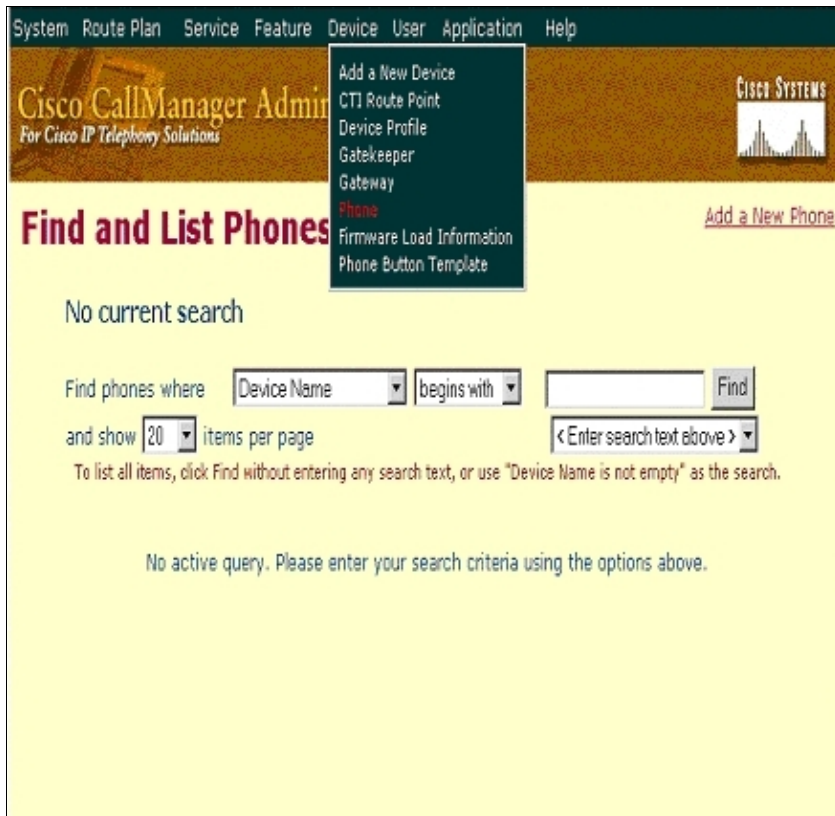 System Route Plan Service Feature Device User Application Help
Cisco CallManager Admin
For Cisco IP Telephony Solutions
Cisco Systems
Add a New Device
CTI Route Point
Device Profile
Gatekeeper
Gateway
Phone
Firmware Load Information
Phone Button Template
Find and List Phones
Add a New Phone
No current search
Find phones where Device Name begins with Find
and show 20 items per page < Enter search text above >
To list all items, click Find without entering any search text, or use "Device Name is not empty" as the search.
No active query. Please enter your search criteria using the options above.